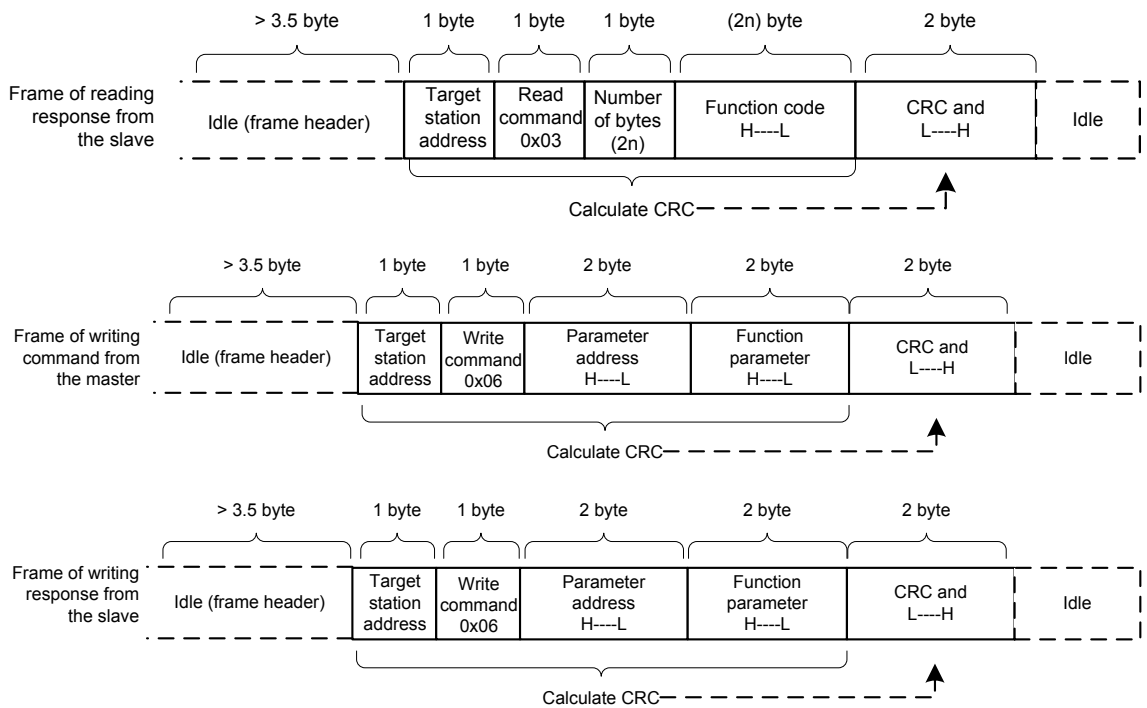 > 3.5 byte
1 byte
1 byte
1 byte
(2n) byte
2 byte
Frame of reading
response from
the slave
Idle (frame header)
Target
station
address
Read
command
0x03
Number
of bytes
(2n)
Function code
H----L
CRC and
L----H
Idle
Calculate CRC
> 3.5 byte
1 byte
1 byte
2 byte
2 byte
2 byte
Frame of writing
command from
the master
Idle (frame header)
Target
station
address
Write
command
0x06
Parameter
address
H----L
Function
parameter
H----L
CRC and
L----H
Idle
Calculate CRC
> 3.5 byte
1 byte
1 byte
2 byte
2 byte
2 byte
Frame of writing
response from
the slave
Idle (frame header)
Target
station
address
Write
command
0x06
Parameter
address
H----L
Function
parameter
H----L
CRC and
L----H
Idle
Calculate CRC